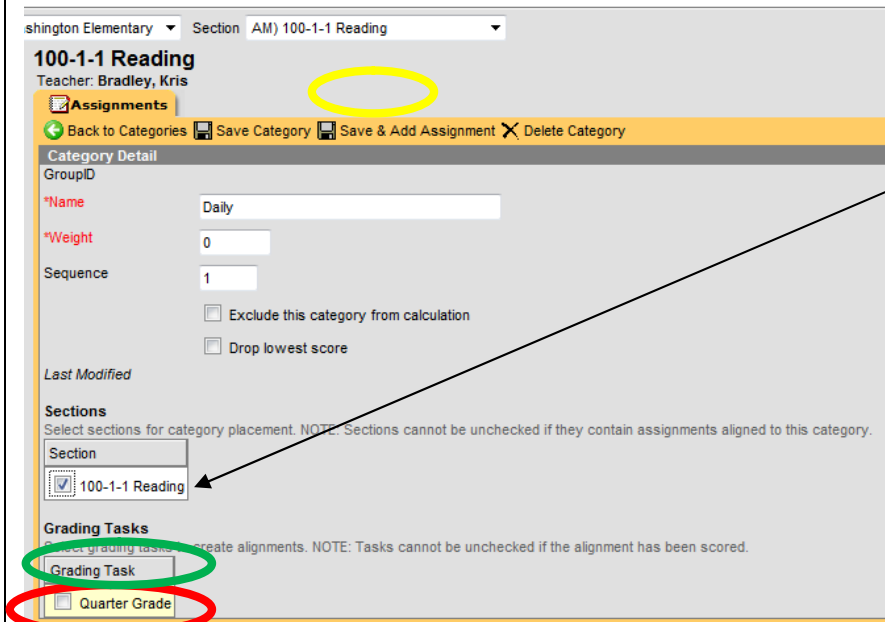 shington Elementary Section AM) 100-1-1 Reading
100-1-1 Reading
Teacher: Bradley, Kris
Assignments
Back to Categories Save Category Save & Add Assignment Delete Category
Category Detail
GroupID
*Name Daily
*Weight 0
Sequence 1
Exclude this category from calculation
Drop lowest score
Last Modified
Sections
Select sections for category placement. NOTE: Sections cannot be unchecked if they contain assignments aligned to this category.
Section
100-1-1 Reading
Grading Tasks
Select grading tasks to create alignments. NOTE: Tasks cannot be unchecked if the alignment has been scored.
Grading Task
Quarter Grade